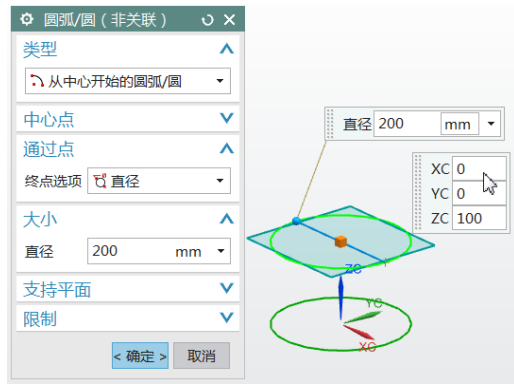 圆弧/圆（非关联）
类型
从中心开始的圆弧/圆
中心点
通过点
终点选项 直径
大小
直径 200 mm
支持平面
限制
< 确定 > 取消
直径 200 mm
XC 0
YC 0
ZC 100
ZC
YC
XC